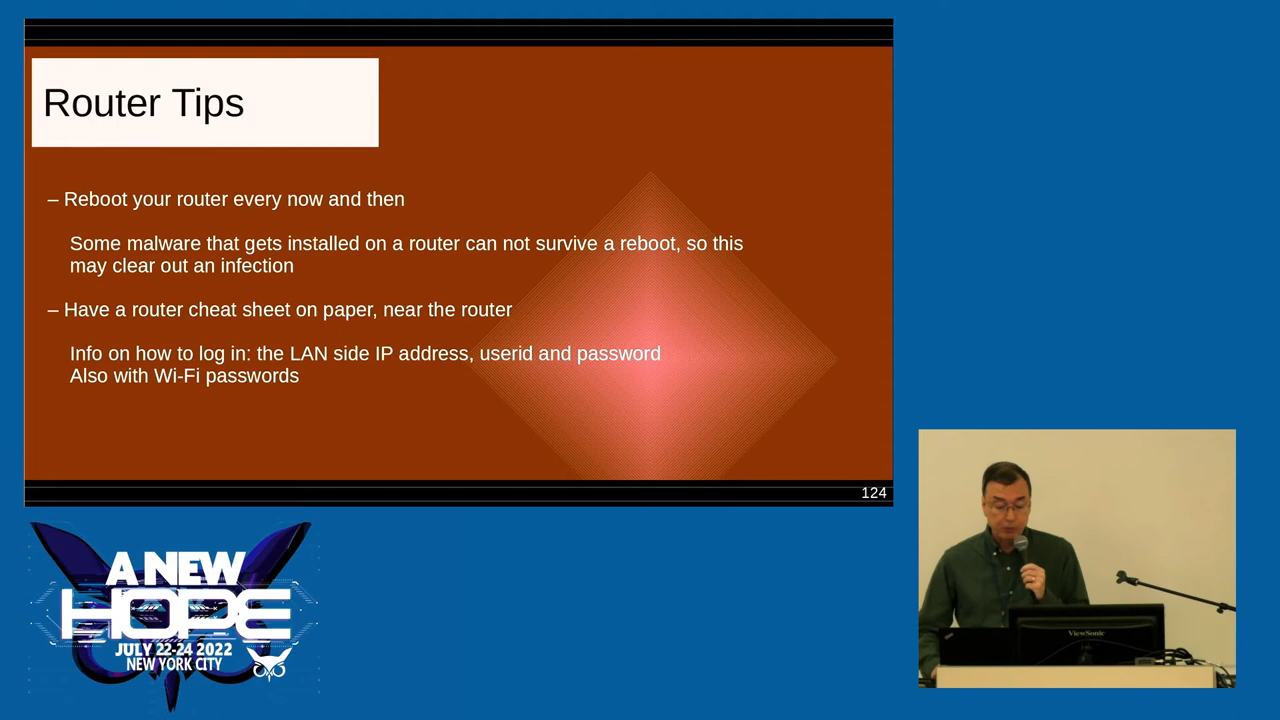 Router Tips
– Reboot your router every now and then
Some malware that gets installed on a router can not survive a reboot, so this
may clear out an infection
– Have a router cheat sheet on paper, near the router
Info on how to log in: the LAN side IP address, userid and password
Also with Wi-Fi passwords
124
A NEW
HOPE
JULY 22-24 2022
NEW YORK CITY
ViewSonic